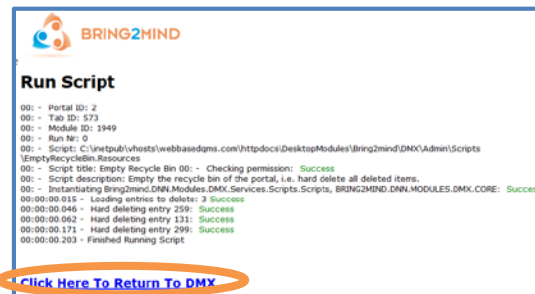 BRING2MIND
Run Script
00: - Portal ID: 2
00: - Tab ID: 573
00: - Module ID: 1949
00: - Run Nr: 0
00: - Script: C:\inetpub\vhosts\webbasedqms.com\httpdocs\DesktopModules\Bring2mind\DMX\Admin\Scripts
\EmptyRecycleBin.Resources
00: - Script title: Empty Recycle Bin 00: - Checking permission: Success
00: - Script description: Empty the recycle bin of the portal, i.e. hard delete all deleted items.
00: - Instantiating Bring2mind.DNN.Modules.DMX.Services.Scripts.Scripts, BRING2MIND.DNN.MODULES.DMX.CORE: Success
00:00:00.015 - Loading entries to delete: 3 Success
00:00:00.046 - Hard deleting entry 259: Success
00:00:00.062 - Hard deleting entry 131: Success
00:00:00.171 - Hard deleting entry 299: Success
00:00:00.203 - Finished Running Script
Click Here To Return To DMX